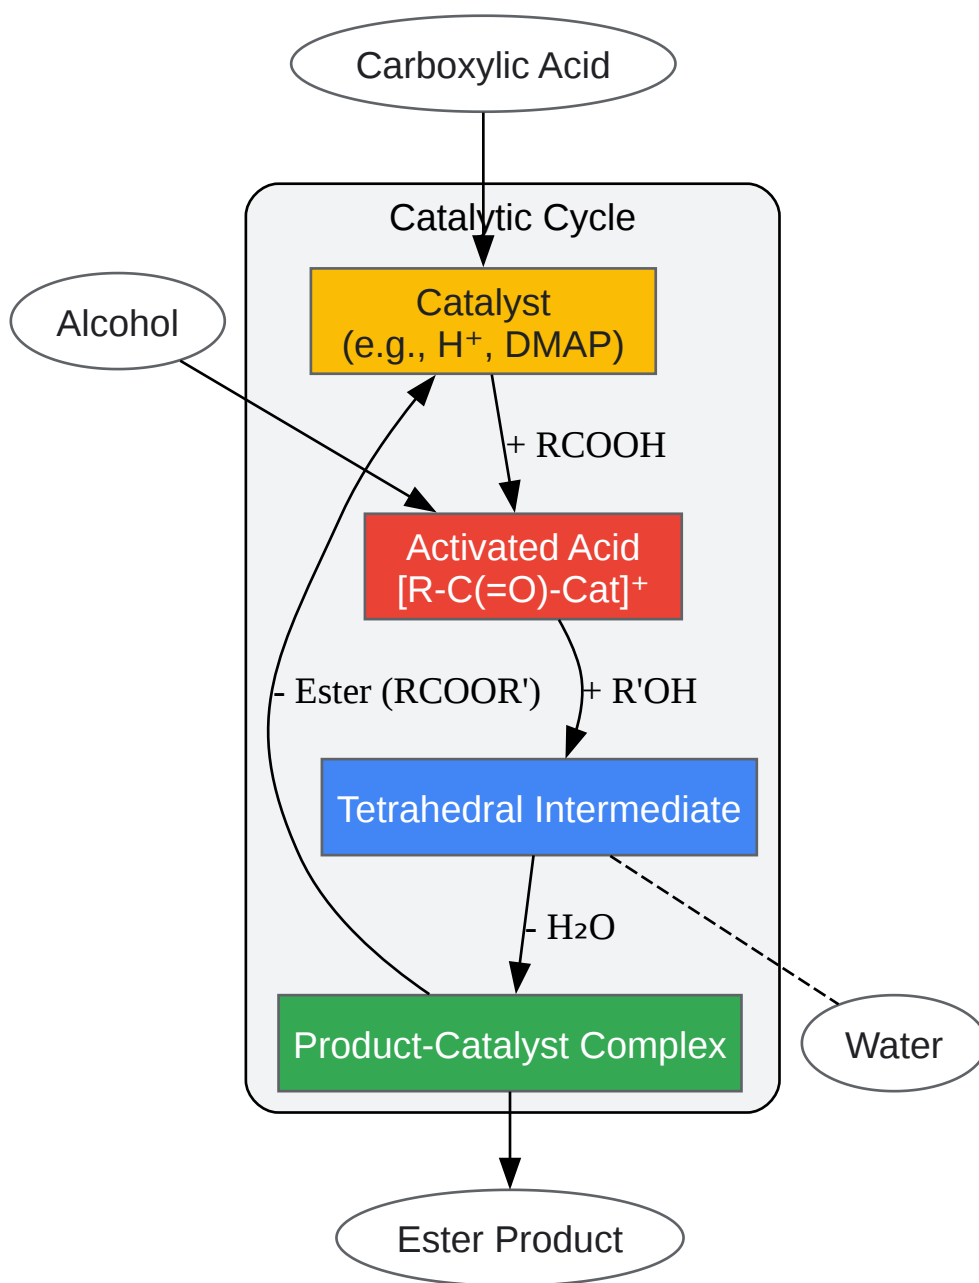 Carboxylic Acid
Catalytic Cycle
Catalyst
(e.g., H⁺, DMAP)
Alcohol
+ RCOOH
Activated Acid
[R-C(=O)-Cat]⁺
- Ester (RCOOR')
+ R'OH
Tetrahedral Intermediate
- H₂O
Product-Catalyst Complex
Water
Ester Product